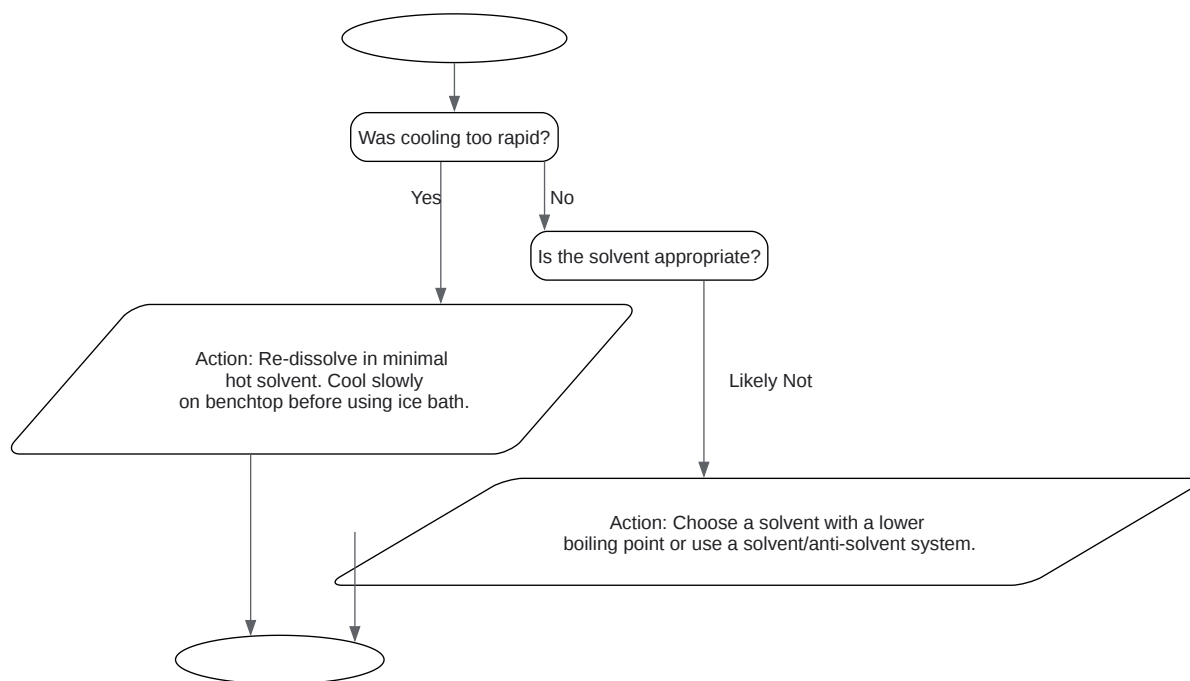 Was cooling too rapid?
Yes
No
Is the solvent appropriate?
Action: Re-dissolve in minimal
hot solvent. Cool slowly
on benchtop before using ice bath.
Likely Not
Action: Choose a solvent with a lower
boiling point or use a solvent/anti-solvent system.